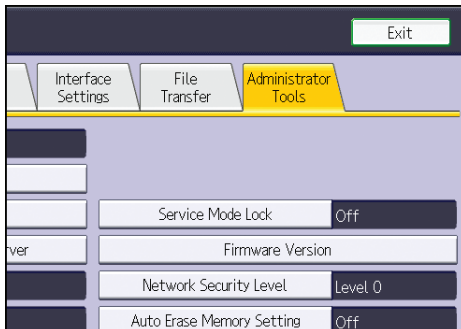 Exit
Interface
Settings
File
Transfer
Administrator
Tools
Service Mode Lock Off
rver Firmware Version
Network Security Level Level 0
Auto Erase Memory Setting Off